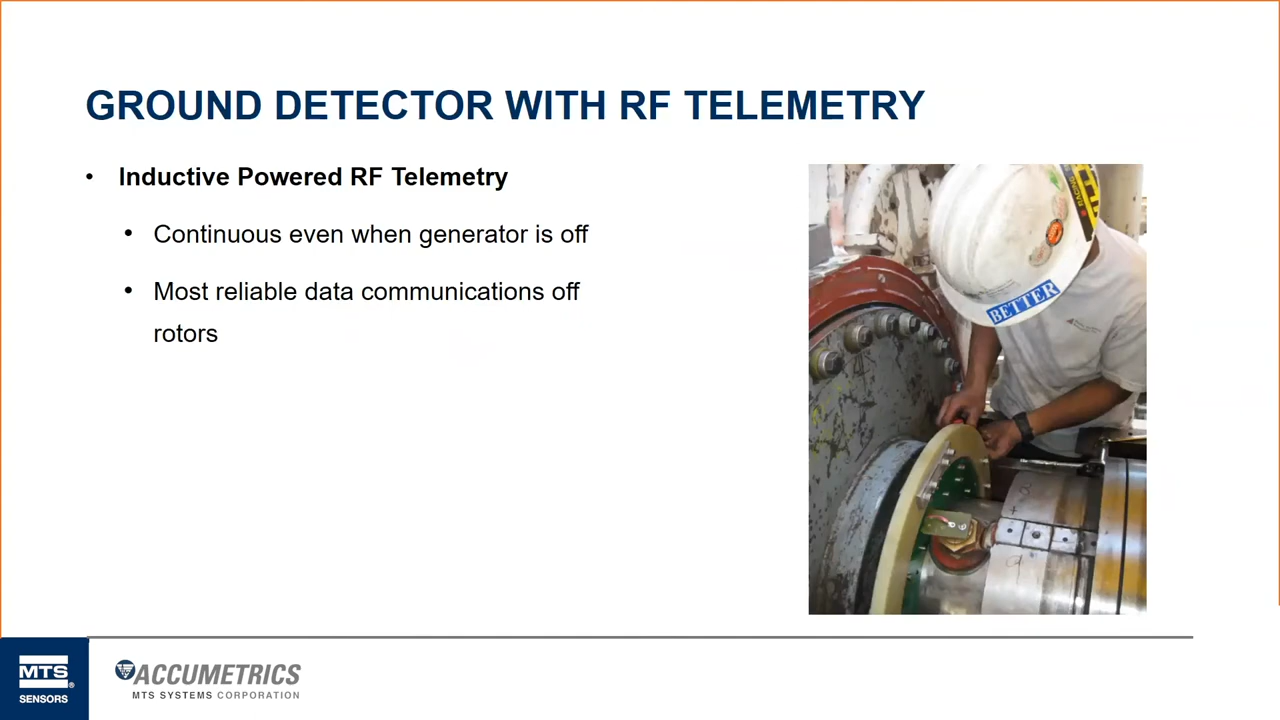 GROUND DETECTOR WITH RF TELEMETRY
• Inductive Powered RF Telemetry
• Continuous even when generator is off
• Most reliable data communications off
rotors
RACING
BETTER
MTS
®
SENSORS
ACCUMETRICS
MTS SYSTEMS CORPORATION